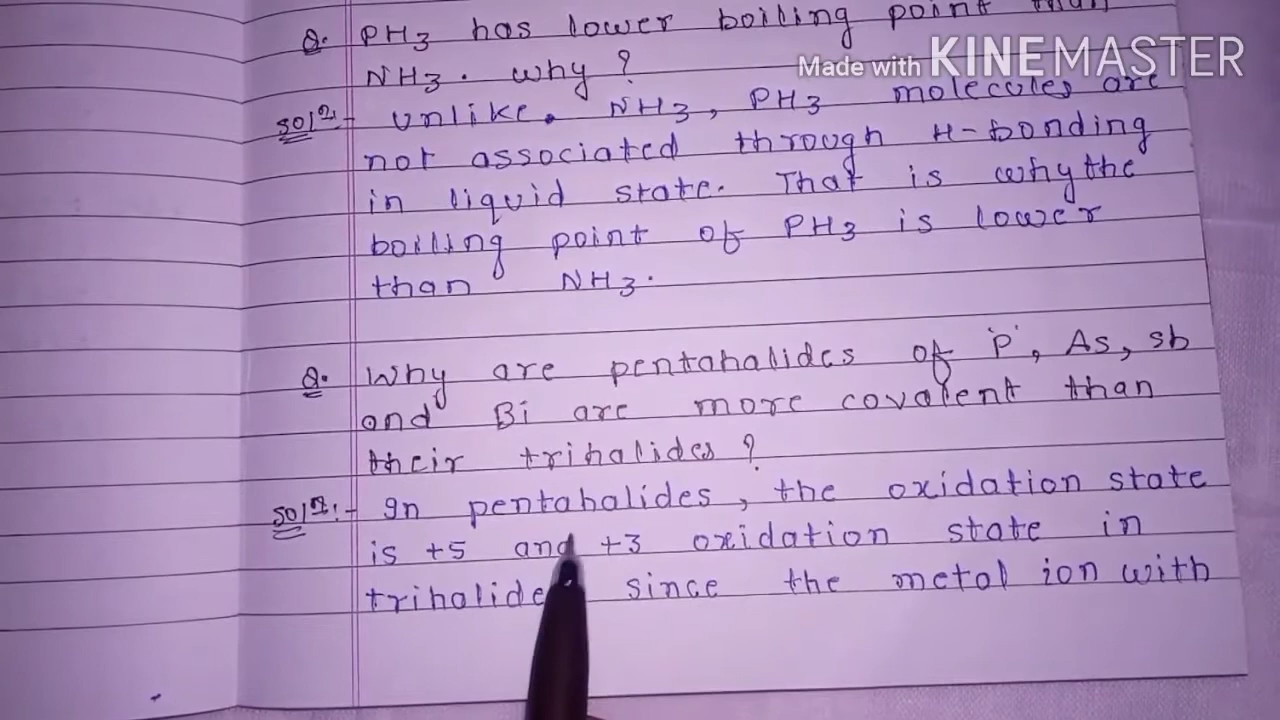 Q. PH3 has lower boiling point than
NH3. why?
Made with KINEMASTER
Solⁿ:- Unlike. NH3, PH3 molecules are
not associated through H-bonding
in liquid state. That is why the
boiling point of PH3 is lower
than NH3.
Q. Why are pentahalides of 'P', As, sb
and Bi are more covalent than
their trihalides?
Solⁿ:- In pentahalides, the oxidation state
is +5 and +3 oxidation state in
trihalide since the metal ion with